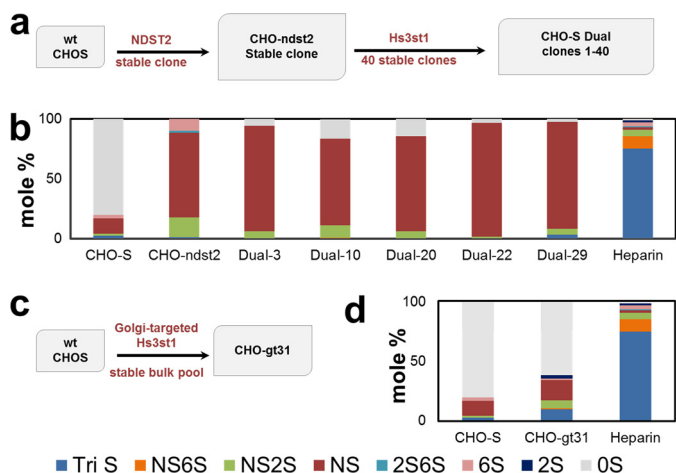 a
wt
CHOS
NDST2
stable clone
CHO-ndst2
Stable clone
Hs3st1
40 stable clones
CHO-S Dual
clones 1-40
b
mole %
100
50
0
CHO-S CHO-ndst2 Dual-3 Dual-10 Dual-20 Dual-22 Dual-29 Heparin
c
wt
CHOS
Golgi-targeted
Hs3st1
stable bulk pool
CHO-gt31
d
mole %
100
50
0
CHO-S CHO-gt31 Heparin
Tri S NS6S NS2S NS 2S6S 6S 2S 0S